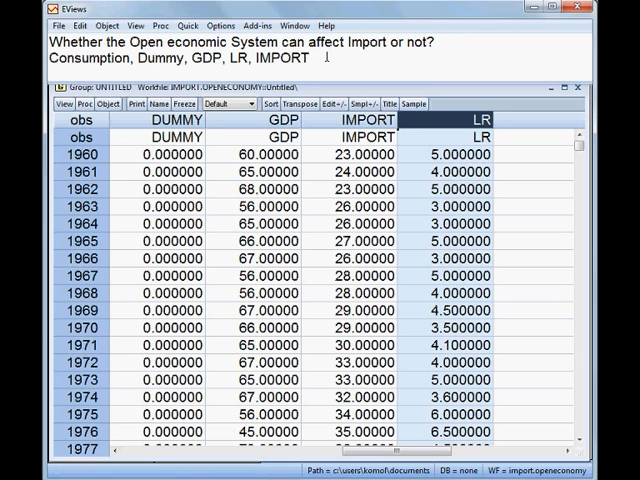 EViews
File Edit Object View Proc Quick Options Add-ins Window Help
Whether the Open economic System can affect Import or not?
Consumption, Dummy, GDP, LR, IMPORT
Group: UNTITLED Workfile: IMPORT.OPENECONOMY::Untitled\
View Proc Object Print Name Freeze Default Sort Transpose Edit+/- Smpl+/- Title Sample
obs DUMMY GDP IMPORT LR
obs DUMMY GDP IMPORT LR
1960 0.000000 60.00000 23.00000 5.000000
1961 0.000000 65.00000 24.00000 4.000000
1962 0.000000 68.00000 23.00000 5.000000
1963 0.000000 56.00000 26.00000 3.000000
1964 0.000000 65.00000 26.00000 3.000000
1965 0.000000 66.00000 27.00000 5.000000
1966 0.000000 67.00000 26.00000 3.000000
1967 0.000000 56.00000 28.00000 5.000000
1968 0.000000 56.00000 28.00000 4.000000
1969 0.000000 67.00000 29.00000 4.500000
1970 0.000000 66.00000 29.00000 3.500000
1971 0.000000 65.00000 30.00000 4.100000
1972 0.000000 67.00000 33.00000 4.000000
1973 0.000000 65.00000 33.00000 5.000000
1974 0.000000 67.00000 32.00000 3.600000
1975 0.000000 56.00000 34.00000 6.000000
1976 0.000000 45.00000 35.00000 6.500000
1977
Path = c:\users\komol\documents DB = none WF = import.openeconomy